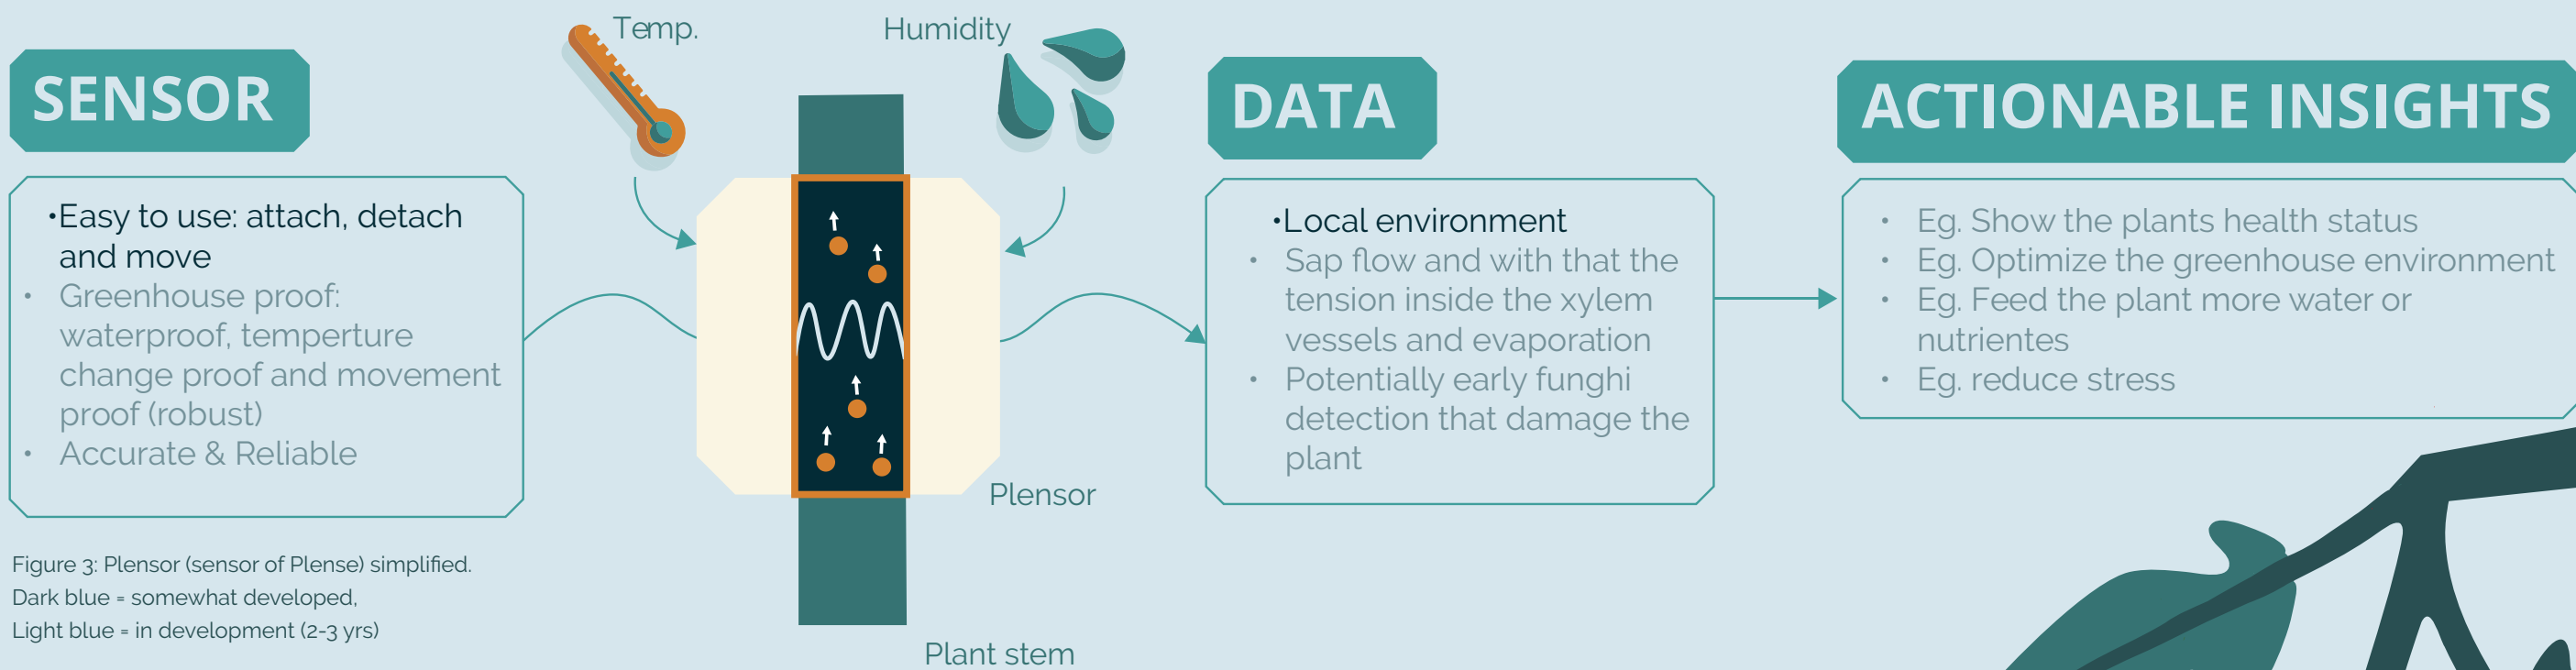 Temp.
Humidity
SENSOR
•Easy to use: attach, detach
and move
• Greenhouse proof:
waterproof, temperture
change proof and movement
proof (robust)
• Accurate & Reliable
Figure 3: Plensor (sensor of Plense) simplified.
Dark blue = somewhat developed,
Light blue = in development (2-3 yrs)
Plensor
Plant stem
DATA
•Local environment
• Sap flow and with that the
tension inside the xylem
vessels and evaporation
• Potentially early funghi
detection that damage the
plant
ACTIONABLE INSIGHTS
• Eg. Show the plants health status
• Eg. Optimize the greenhouse environment
• Eg. Feed the plant more water or
nutrientes
• Eg. reduce stress